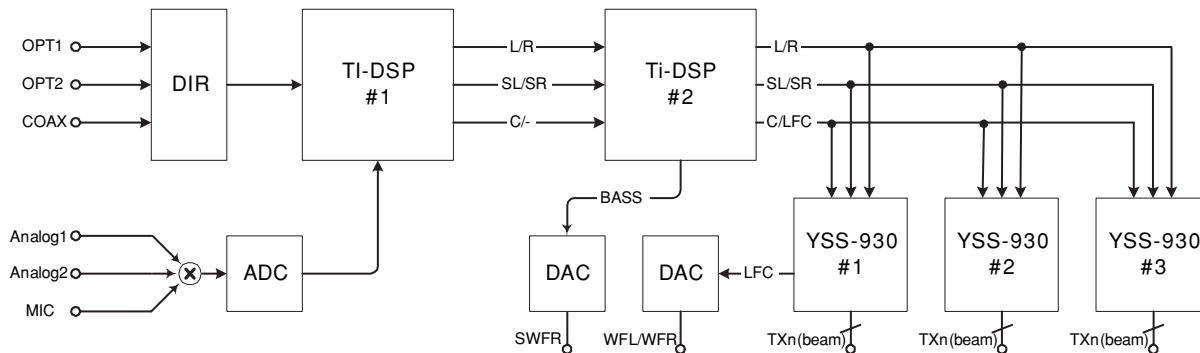 OPT1
OPT2
COAX
DIR
TI-DSP
#1
L/R
SL/SR
C/-
Ti-DSP
#2
L/R
SL/SR
C/LFC
Analog1
Analog2
MIC
ADC
BASS
DAC
SWFR
DAC
WFL/WFR
LFC
YSS-930
#1
TXn(beam)
YSS-930
#2
TXn(beam)
YSS-930
#3
TXn(beam)